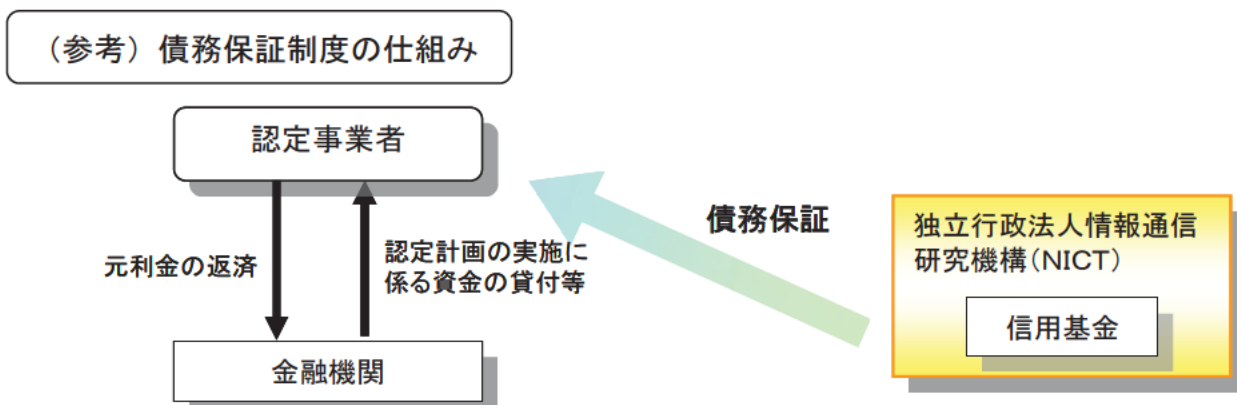 （参考）債務保証制度の仕組み
認定事業者
元利金の返済
認定計画の実施に
係る資金の貸付等
金融機関
債務保証
独立行政法人情報通信
研究機構（NICT）
信用基金